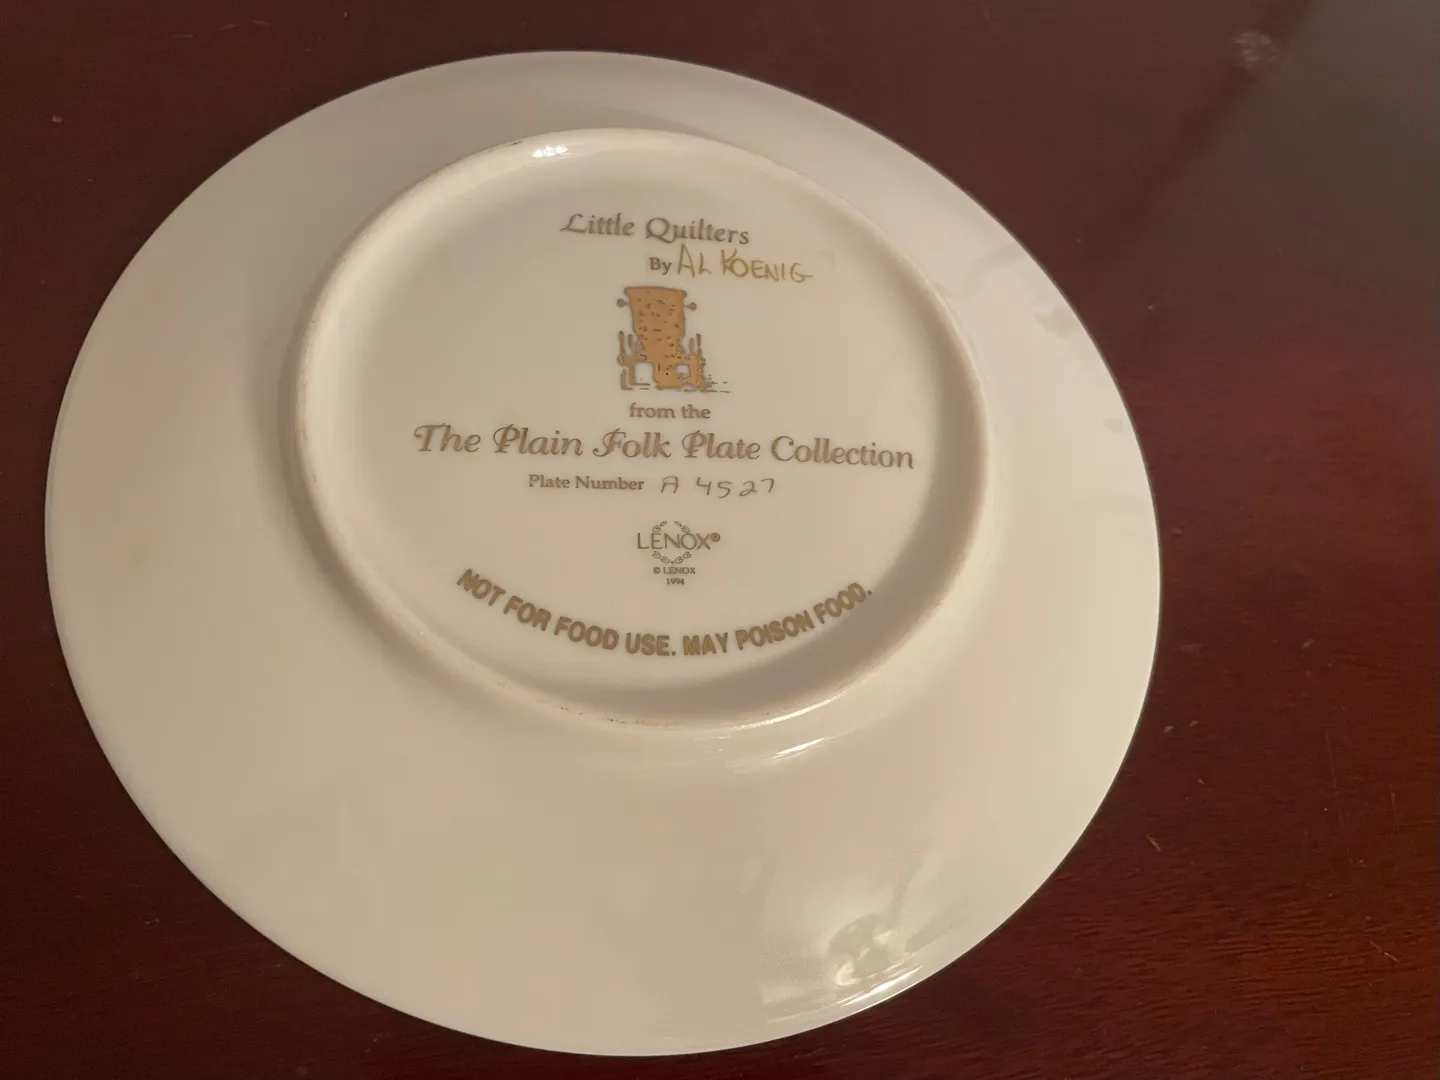 Little Quilters
By AL KOENIG
from the
The Plain Folk Plate Collection
Plate Number A 4527
LENOX®
© LENOX
1994
NOT FOR FOOD USE. MAY POISON FOOD.